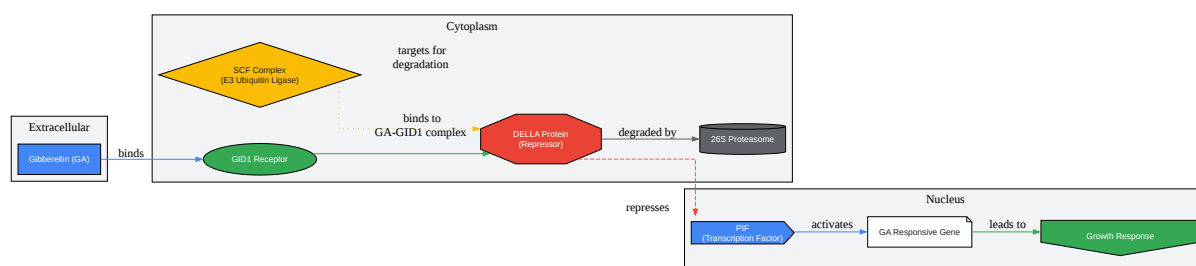 Cytoplasm
SCF Complex
(E3 Ubiquitin Ligase)
targets for
degradation
Extracellular
Gibberellin (GA)
binds
GID1 Receptor
binds to
GA-GID1 complex
DELLA Protein
(Repressor)
degraded by
26S Proteasome
represses
Nucleus
PIF
(Transcription Factor)
activates
GA Responsive Gene
leads to
Growth Response